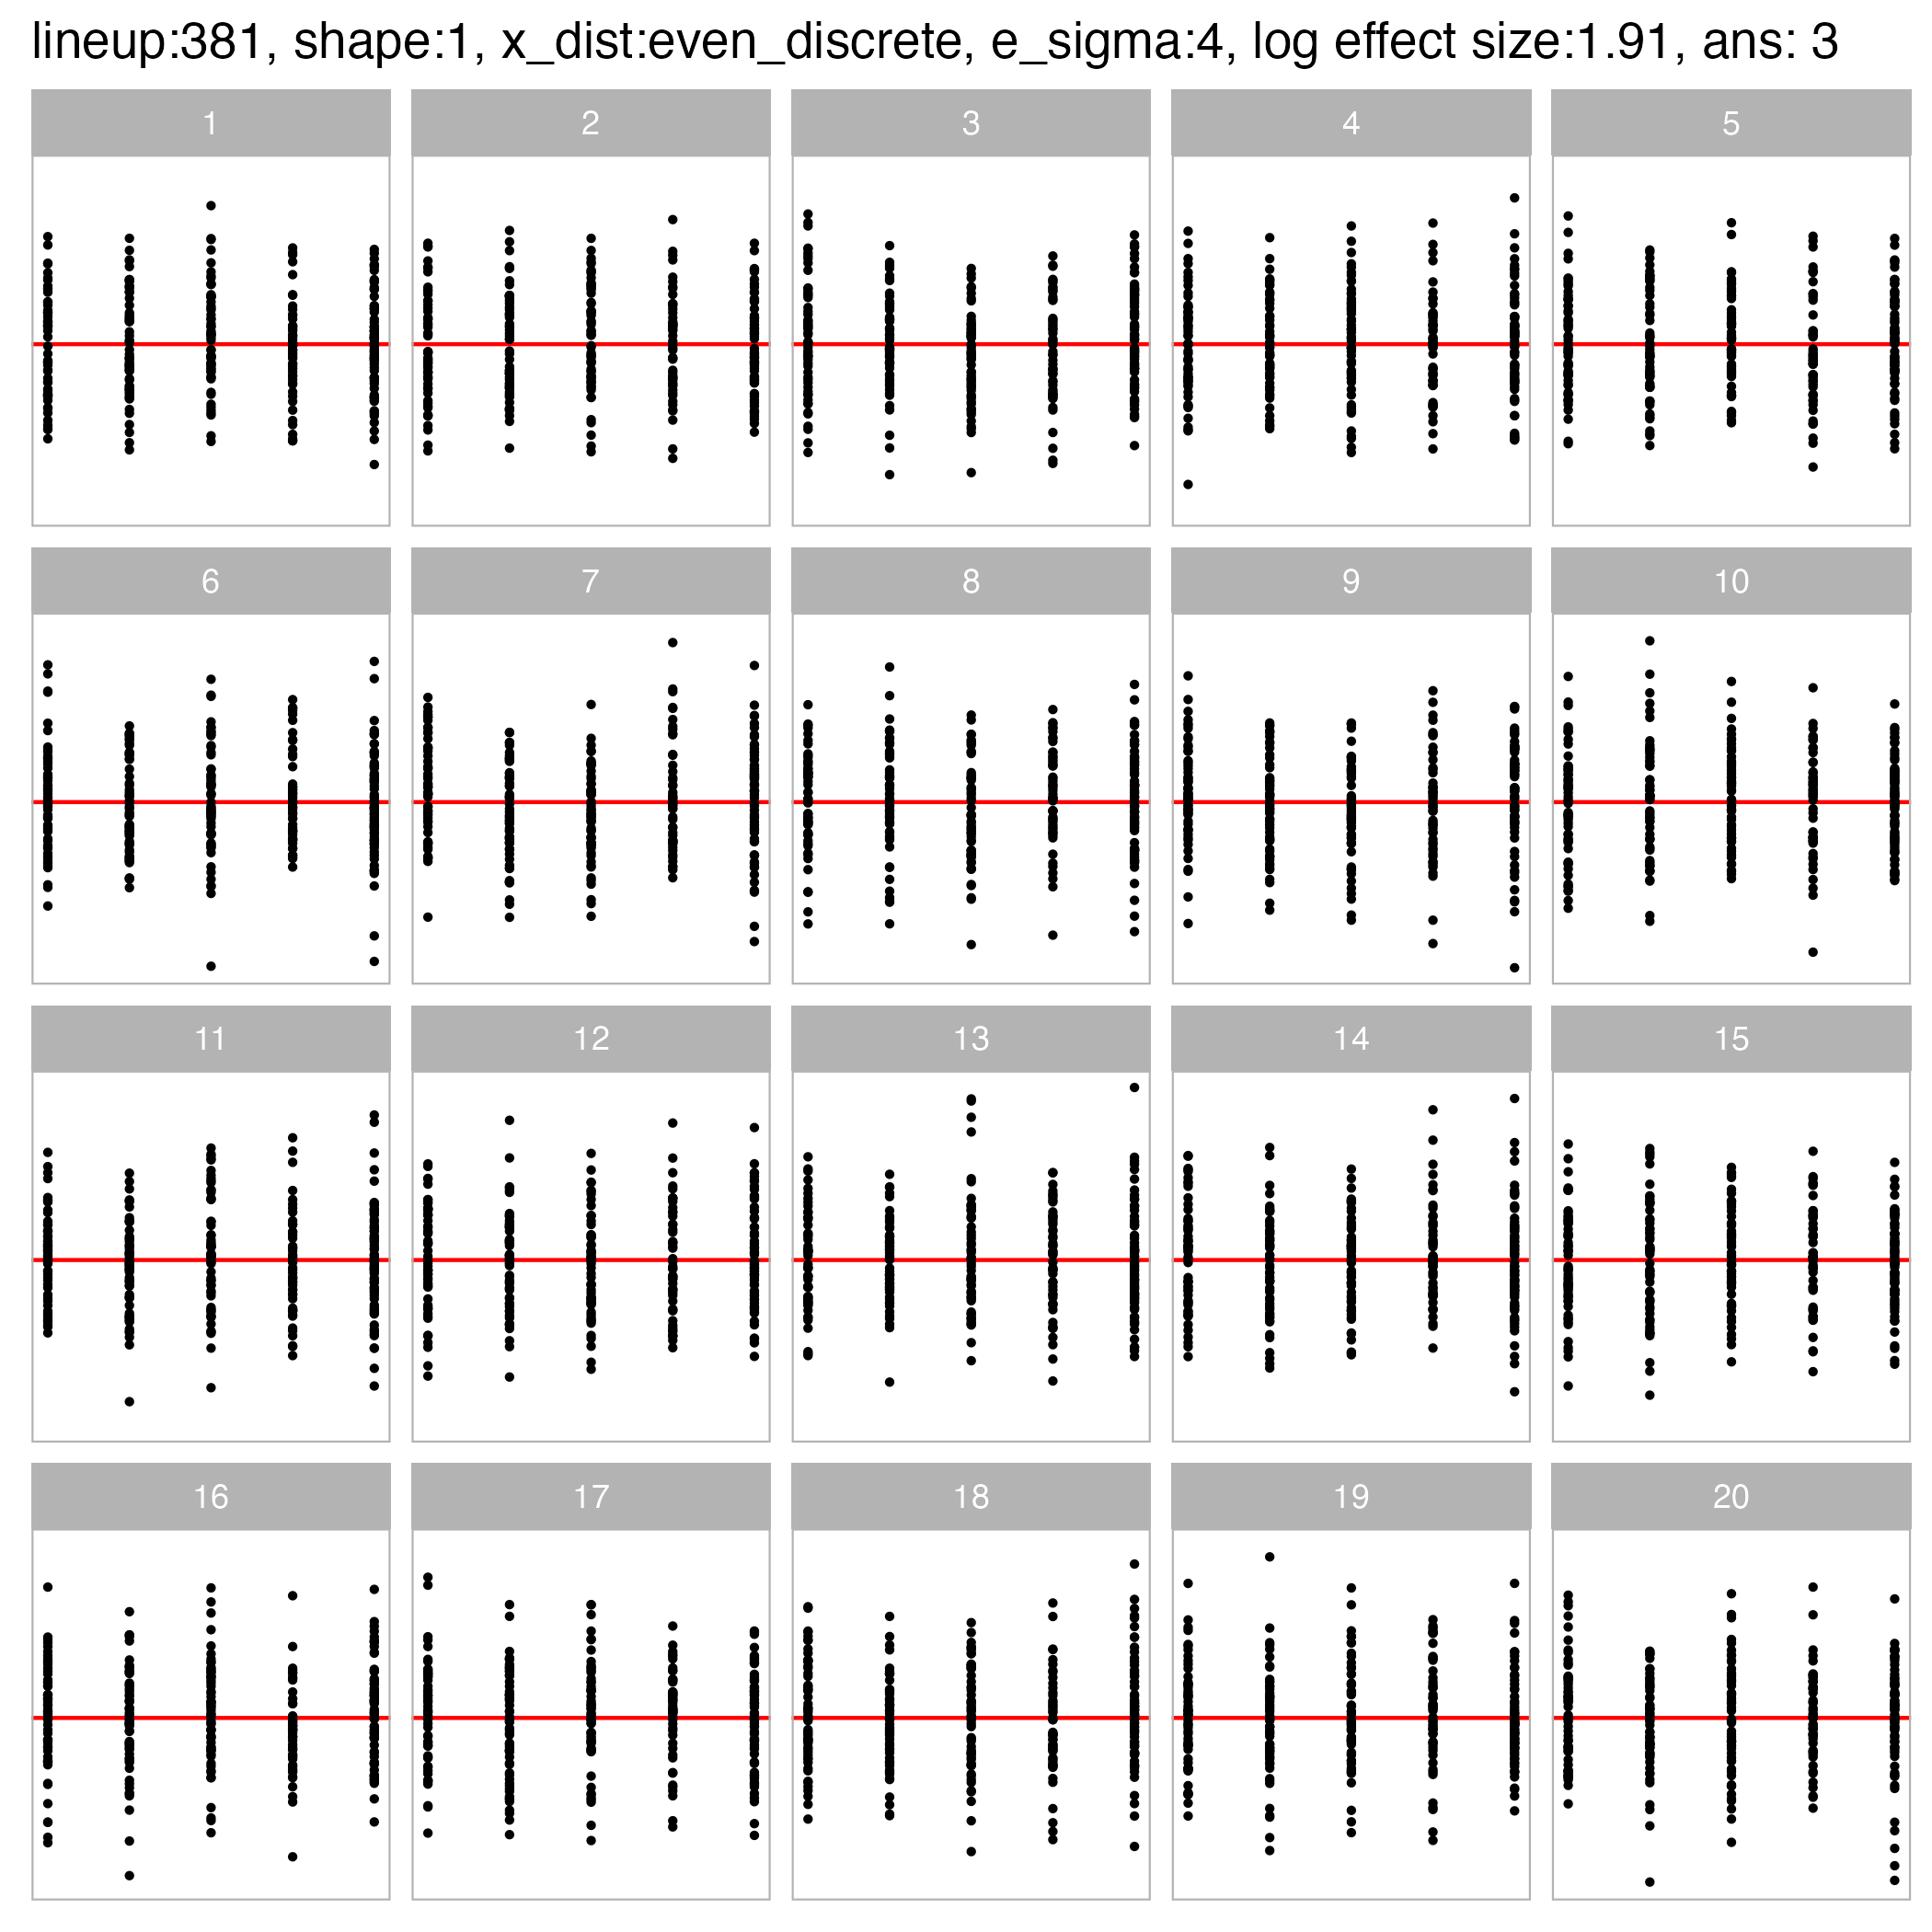 lineup:381, shape:1, x_dist:even_discrete, e_sigma:4, log effect size:1.91, ans: 3
1 2 3 4 5
6 7 8 9 10
11 12 13 14 15
16 17 18 19 20